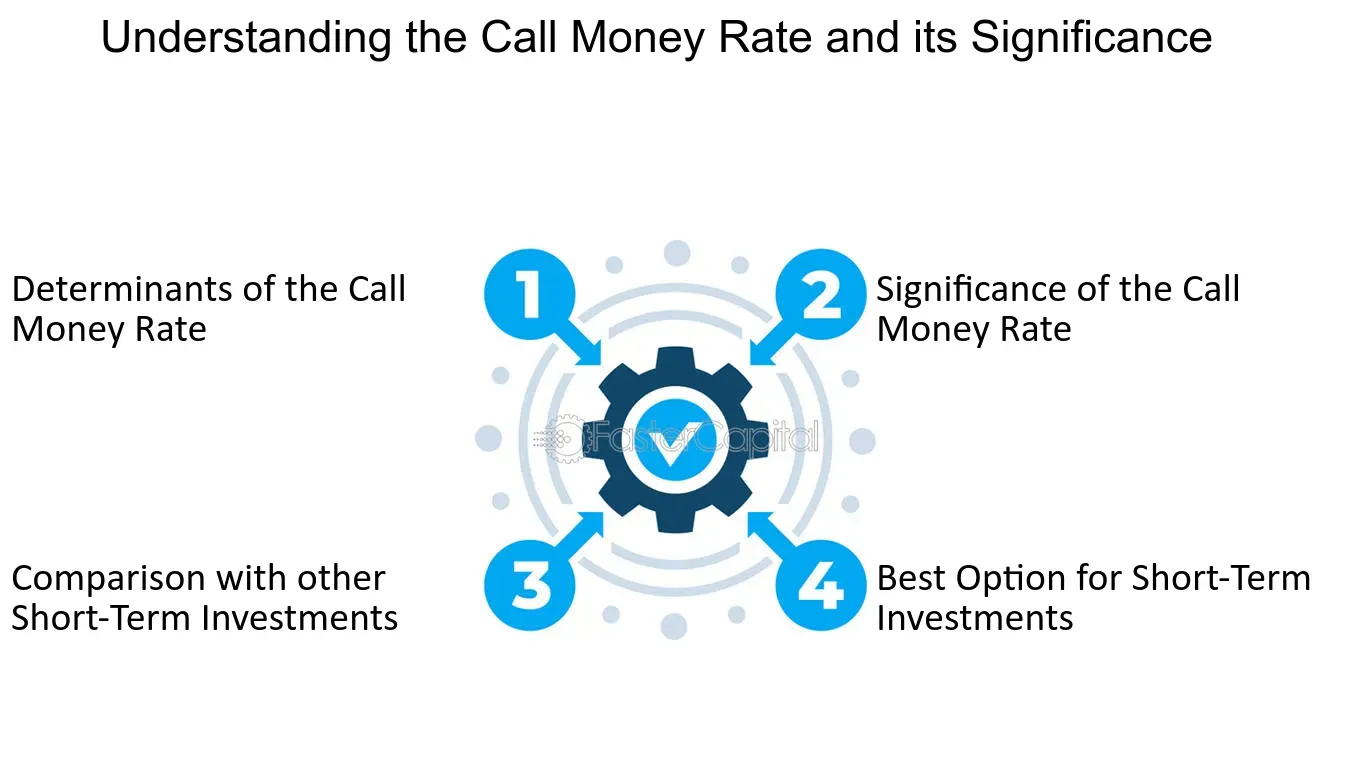 Understanding the Call Money Rate and its Significance
1
Determinants of the Call
Money Rate
2
Significance of the Call
Money Rate
FasterCapital
3
Comparison with other
Short-Term Investments
4
Best Option for Short-Term
Investments